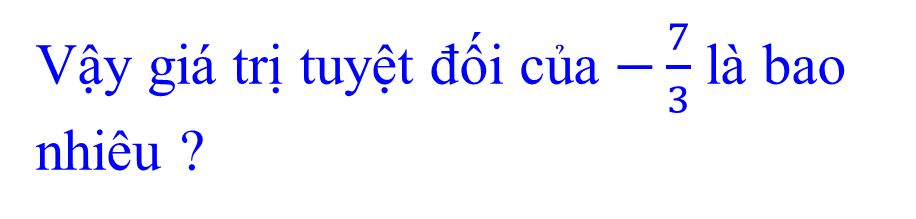 Vậy giá trị tuyệt đối của − 7/3 là bao
nhiêu ?